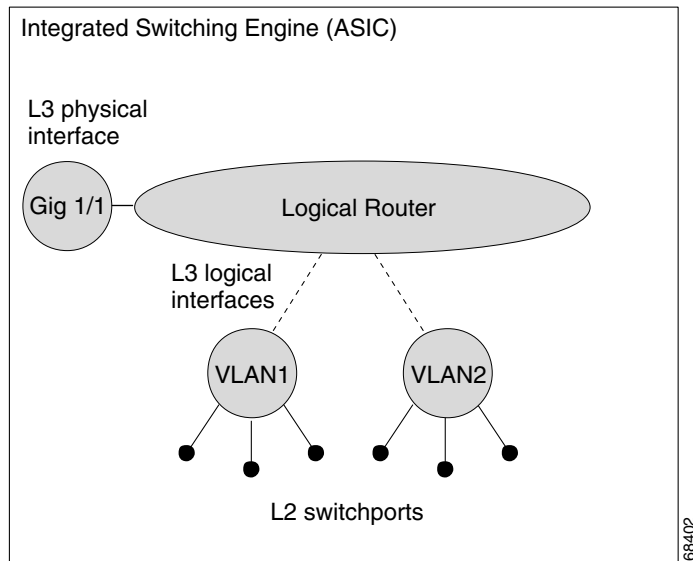 Integrated Switching Engine (ASIC)
L3 physical
interface
Gig 1/1
Logical Router
L3 logical
interfaces
VLAN1
VLAN2
L2 switchports
68402